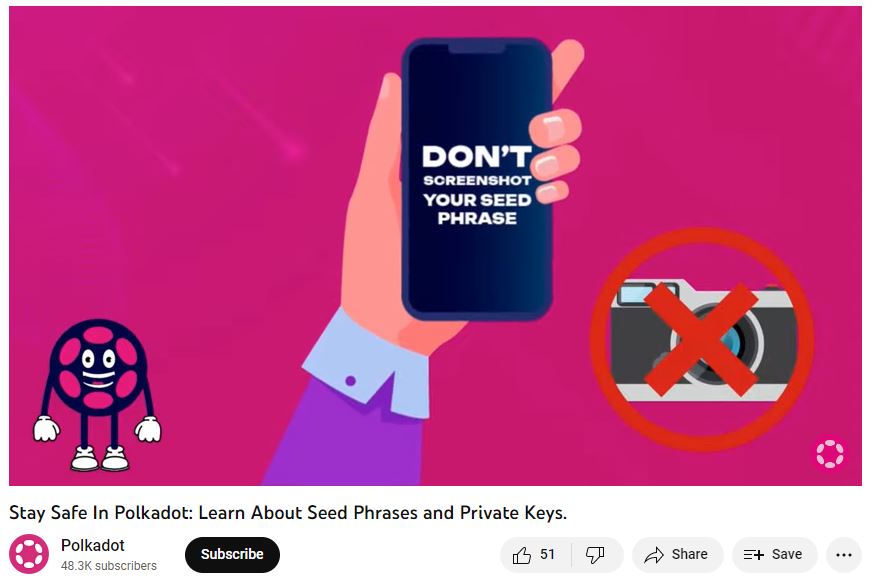 DON'T
SCREENSHOT
YOUR SEED
PHRASE
Stay Safe In Polkadot: Learn About Seed Phrases and Private Keys.
Polkadot
48.3K subscribers
Subscribe
51
Share
Save